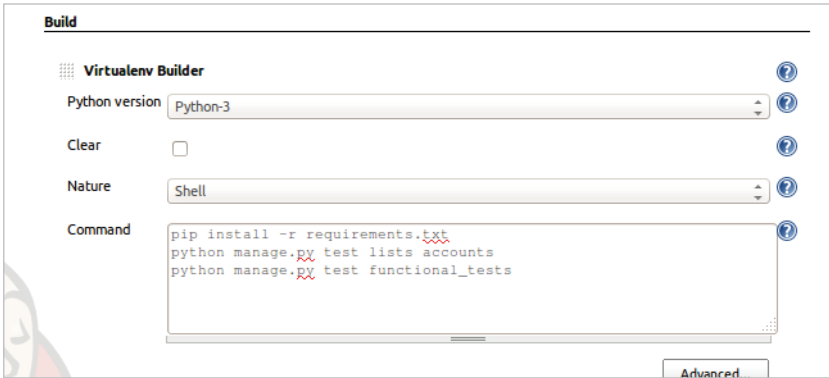 Build
Virtualenv Builder
Python version Python-3
Clear
Nature Shell
Command
pip install -r requirements.txt
python manage.py test lists accounts
python manage.py test functional_tests
Advanced...